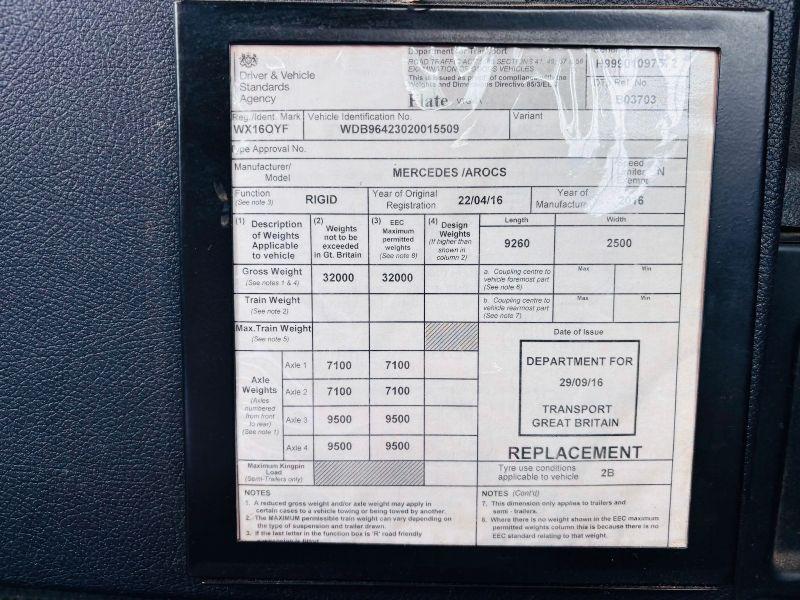 Department for Transport
Driver & Vehicle
Standards
Agency
ROAD TRAFFIC
EXAMINATION OF VEHICLES
This is issued as proof of compliance with the
Weights and Dimensions Directive: 85/3/EEC
Plate
Ref. No.
B03703
Reg./Ident. Mark Vehicle Identification No. Variant
WX16OYF WDB96423020015509
Type Approval No.
Manufacturer/
Model MERCEDES /AROCS
Speed
Limiter N
Exempt
Function
(See note 3) RIGID Year of Original
Registration 22/04/16 Year of
Manufacture 2016
(1) Description
of Weights
Applicable
to vehicle
(2) Weights
not to be
exceeded
in Gt. Britain
(3) EEC
Maximum
permitted
weights
(See note 8)
(4) Design
Weights
(If higher than
shown in
column 2)
Length Width
9260 2500
Gross Weight
(See notes 1 & 4) 32000 32000
a. Coupling centre to
vehicle foremost part
(See note 6)
Max Min
Train Weight
(See note 2)
b. Coupling centre to
vehicle rearmost part
(See note 7)
Max Min
Max.Train Weight
(See note 5)
Axle
Weights
(Axles
numbered
from front
to rear)
(See note 1)
Axle 1 7100 7100
Axle 2 7100 7100
Axle 3 9500 9500
Axle 4 9500 9500
Date of Issue
DEPARTMENT FOR
29/09/16
TRANSPORT
GREAT BRITAIN
REPLACEMENT
Maximum Kingpin
Load
(Semi-Trailers only)
Tyre use conditions
applicable to vehicle 2B
NOTES
1. A reduced gross weight and/or axle weight may apply in
certain cases to a vehicle towing or being towed by another.
2. The MAXIMUM permissible train weight can vary depending on
the type of suspension and trailer drawn.
3. If the last letter in the function box is 'R' road friendly
suspension is fitted.
NOTES (Cont'd)
7. This dimension only applies to trailers and
semi - trailers.
8. Where there is no weight shown in the EEC maximum
permitted weights column this is because there is no
EEC standard relating to that weight.